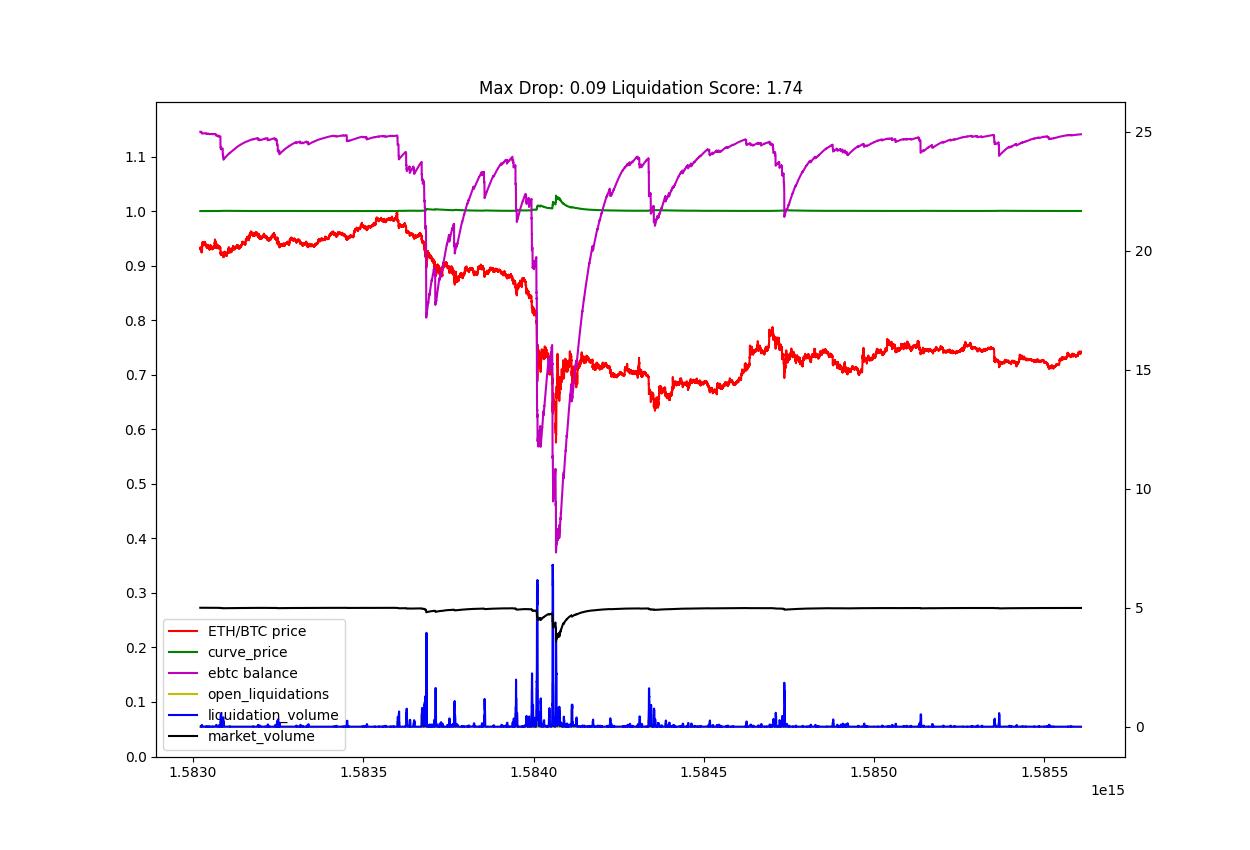 Max Drop: 0.09 Liquidation Score: 1.74
1.1
1.0
0.9
0.8
0.7
0.6
0.5
0.4
0.3
0.2
0.1
0.0
25
20
15
10
5
0
ETH/BTC price
curve_price
ebtc balance
open_liquidations
liquidation_volume
market_volume
1.5830 1.5835 1.5840 1.5845 1.5850 1.5855
1e15